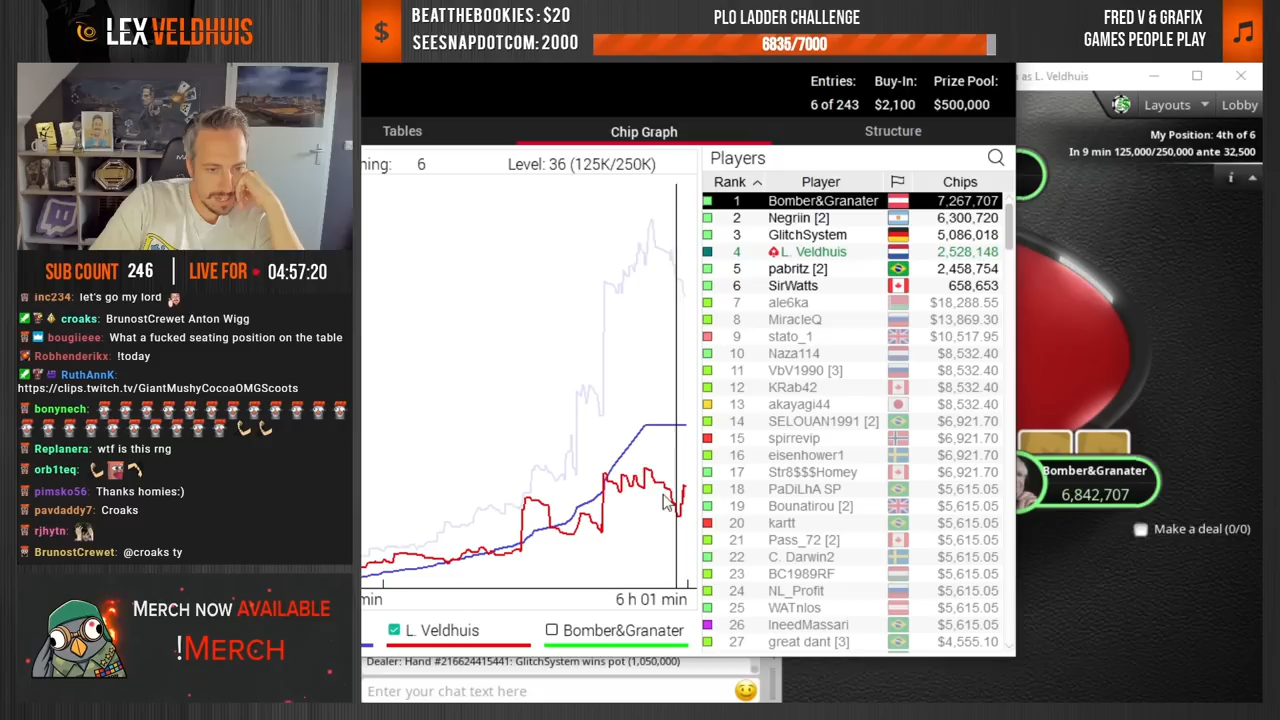 LEX VELDHUIS
$
BEATTHEBOOKIES : $20
SEESNAPDOTCOM: 2000
PLO LADDER CHALLENGE
6835/7000
FRED V & GRAFIX
GAMES PEOPLE PLAY
SUB COUNT 246
LIVE FOR 04:57:20
inc234: let's go my lord
croaks: BrunostCrewet Anton Wigg
bougiieee: What a fucked seating position on the table
Robhenderikx: !today
RuthAnnK:
https://clips.twitch.tv/GiantMushyCocoaOMGScoots
bonynech:
Replanera: wtf is this rng
orb1teq:
pimsko56: Thanks homies:)
pavdaddy7: Croaks
rjhytn:
BrunostCrewet: @croaks ty
MERCH NOW AVAILABLE
!MERCH
Entries: Buy-In: Prize Pool:
6 of 243 $2,100 $500,000
Tables Chip Graph Structure
ning: 6 Level: 36 (125K/250K)
Players
Rank Player Chips
1 Bomber&Granater 7,267,707
2 Negriin [2] 6,300,720
3 GlitchSystem 5,086,018
4 L. Veldhuis 2,528,148
5 pabritz [2] 2,458,754
6 SirWatts 658,653
7 ale6ka $18,288.55
8 MiracleQ $13,869.30
9 stato_1 $10,517.95
10 Naza114 $8,532.40
11 VbV1990 [3] $8,532.40
12 KRab42 $8,532.40
13 akayagi44 $8,532.40
14 SELOUAN1991 [2] $6,921.70
15 spirrevip $6,921.70
16 eisenhower1 $6,921.70
17 Str8$$$Homey $6,921.70
18 PaDiLhA SP $5,615.05
19 Bounatirou [2] $5,615.05
20 kartt $5,615.05
21 Pass_72 [2] $5,615.05
22 C. Darwin2 $5,615.05
23 BC1989RF $5,615.05
24 NL_Profit $5,615.05
25 WATnlos $5,615.05
26 IneedMassari $5,615.05
27 great dant [3] $4,555.10
min 6 h 01 min
L. Veldhuis Bomber&Granater
Dealer: Hand #216624415441: GlitchSystem wins pot (1,050,000)
Enter your chat text here
as L. Veldhuis
Layouts Lobby
My Position: 4th of 6
In 9 min 125,000/250,000 ante 32,500
i
Bomber&Granater
6,842,707
Make a deal (0/0)